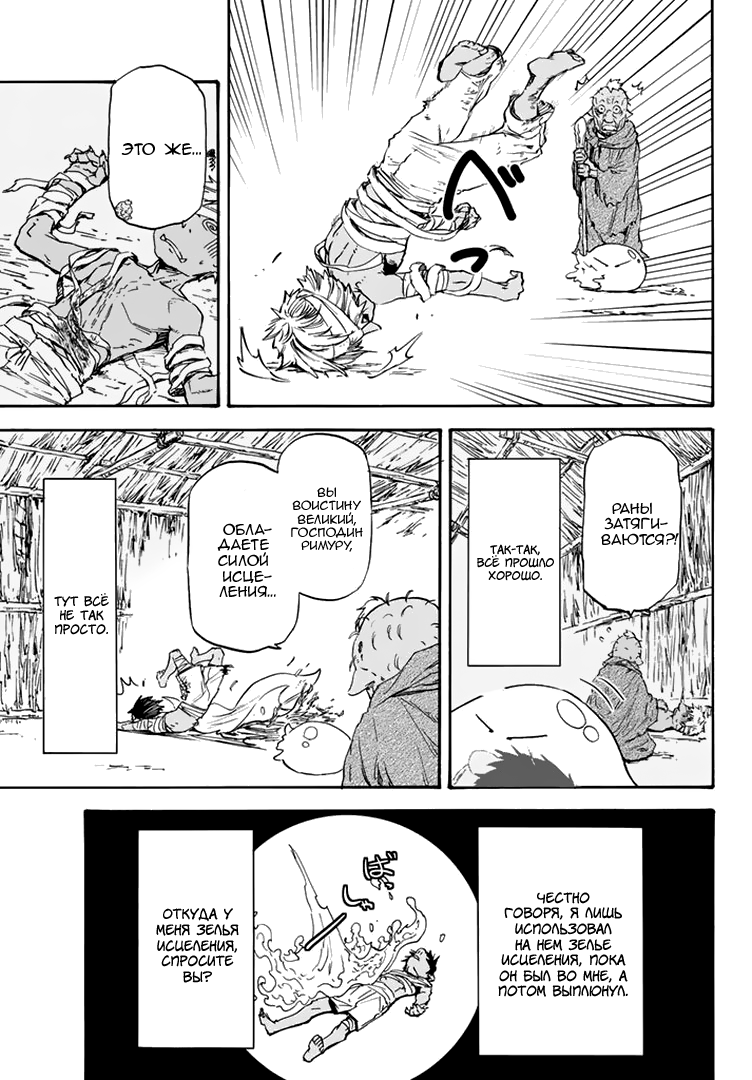 べっ
ЭТО ЖЕ...
РАНЫ
ЗАТЯГИ-
ВАЮТСЯ?!
ТАК-ТАК,
ВСЁ ПРОШЛО
ХОРОШО.
ВЫ
ВОИСТИНУ
ВЕЛИКИЙ,
ГОСПОДИН
РИМУРУ,
ОБЛА-
ДАЕТЕ
СИЛОЙ
ИСЦЕ-
ЛЕНИЯ...
ТУТ ВСЁ
НЕ ТАК
ПРОСТО.
ЧЕСТНО
ГОВОРЯ, Я ЛИШЬ
ИСПОЛЬЗОВАЛ
НА НЕМ ЗЕЛЬЕ
ИСЦЕЛЕНИЯ, ПОКА
ОН БЫЛ ВО МНЕ, А
ПОТОМ ВЫПЛЮНУЛ.
ОТКУДА У
МЕНЯ ЗЕЛЬЯ
ИСЦЕЛЕНИЯ,
СПРОСИТЕ
ВЫ?